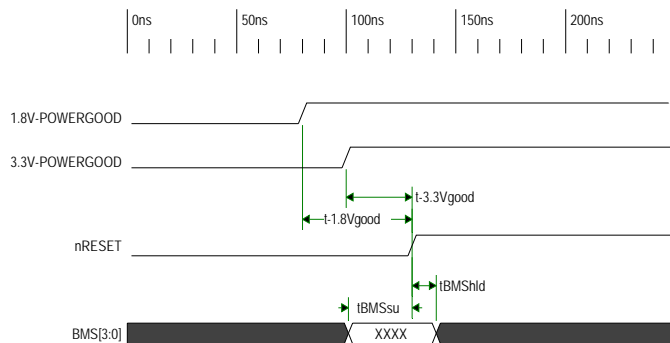 0ns 50ns 100ns 150ns 200ns
1.8V-POWERGOOD
3.3V-POWERGOOD
t-3.3Vgood
t-1.8Vgood
nRESET
tBMShld
tBMSsu
BMS[3:0] XXXX